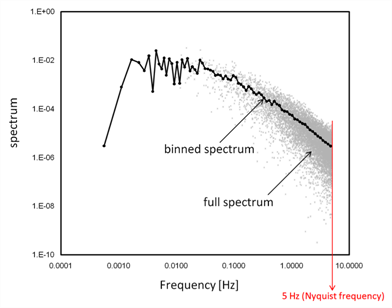 1.E+00
1.E-02
1.E-04
1.E-06
1.E-08
1.E-10
spectrum
binned spectrum
full spectrum
0.0001 0.0010 0.0100 0.1000 1.0000 10.0000
Frequency [Hz]
5 Hz (Nyquist frequency)